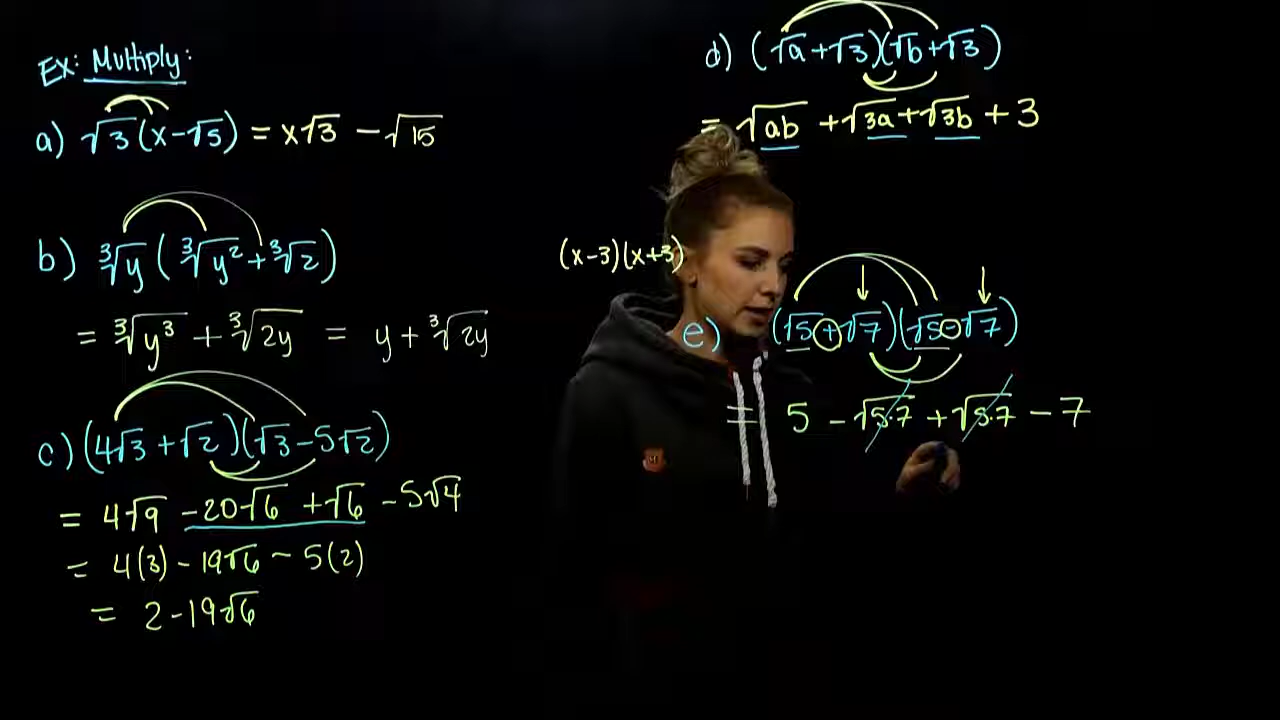 Ex: Multiply:
a) √3(x-√5) = x√3 - √15
b) ∛y(∛y² + ∛2)
= ∛y³ + ∛2y = y + ∛2y
c) (4√3 + √2)(√3 - 5√2)
= 4√9 - 20√6 + √6 - 5√4
= 4(3) - 19√6 - 5(2)
= 2 - 19√6
d) (√a + √3)(√b + √3)
= √ab + √3a + √3b + 3
(x-3)(x+3)
e) (√5 + √7)(√5 - √7)
= 5 - √5·7 + √5·7 - 7